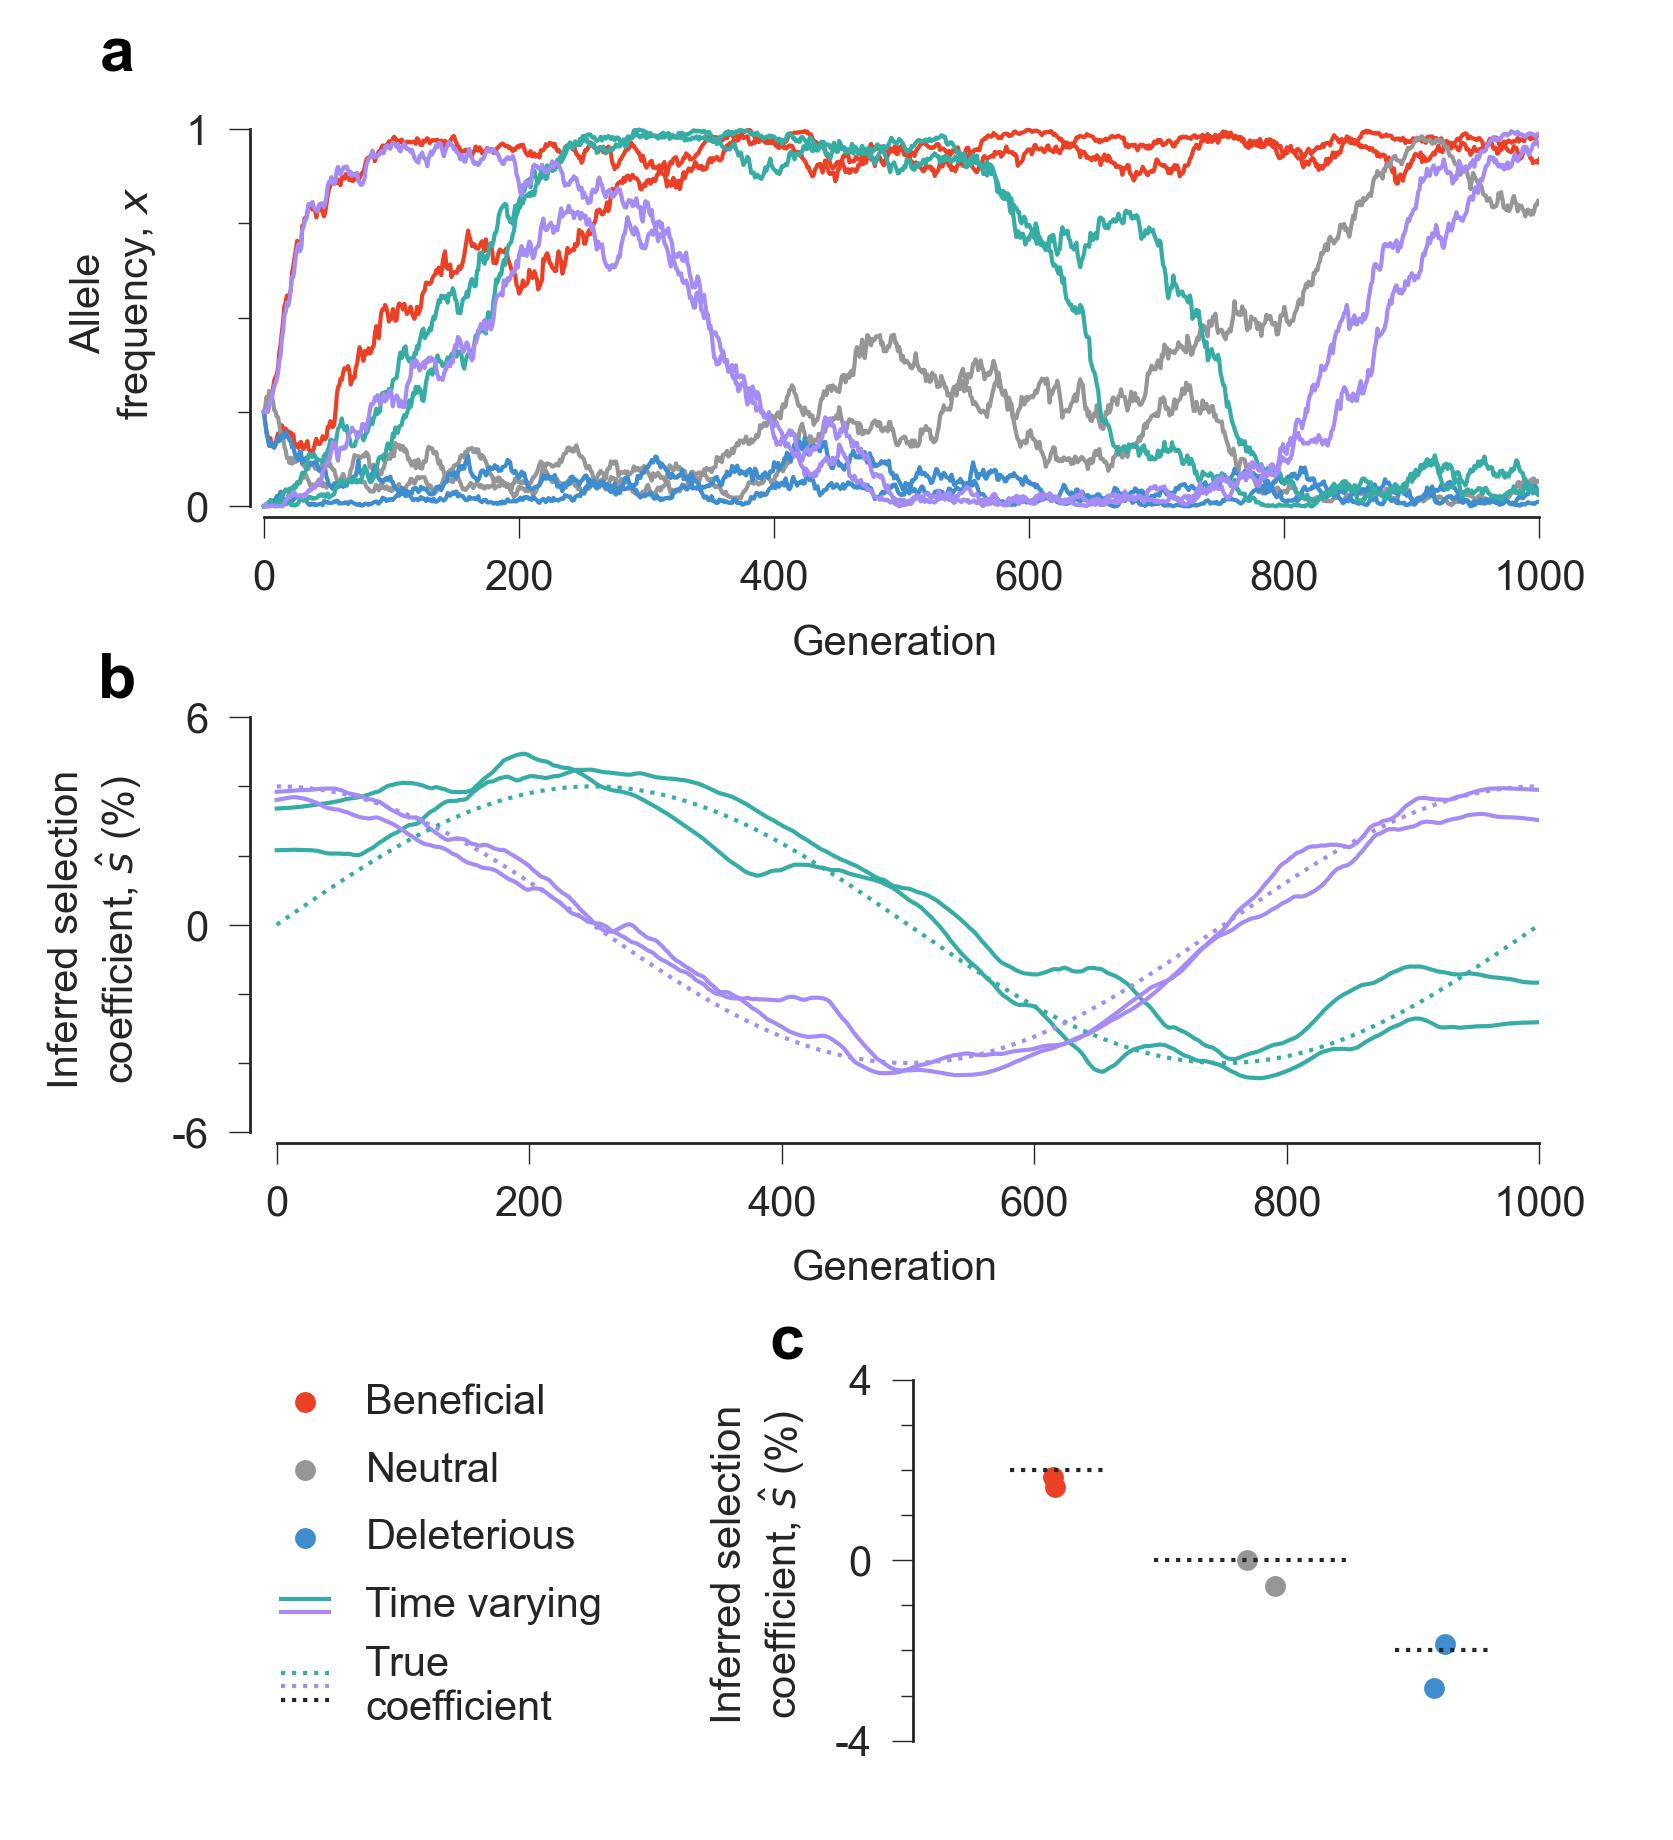 a
1
0
Allele
frequency, x
0 200 400 600 800 1000
Generation
b
6
0
-6
Inferred selection
coefficient, ŝ (%)
0 200 400 600 800 1000
Generation
Beneficial
Neutral
Deleterious
Time varying
True
coefficient
c
4
0
-4
Inferred selection
coefficient, ŝ (%)